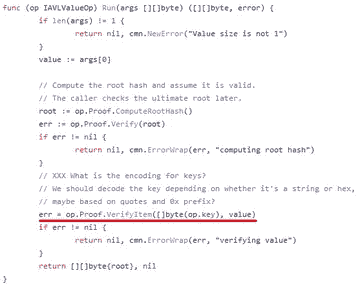 func (op IAVLValueOp) Run(args [][]byte) ([][]byte, error) {
if len(args) != 1 {
return nil, cmn.NewError("Value size is not 1")
}
value := args[0]
// Compute the root hash and assume it is valid.
// The caller checks the ultimate root later.
root := op.Proof.ComputeRootHash()
err := op.Proof.Verify(root)
if err != nil {
return nil, cmn.ErrorWrap(err, "computing root hash")
}
// XXX What is the encoding for keys?
// We should decode the key depending on whether it's a string or hex,
// maybe based on quotes and 0x prefix?
err = op.Proof.VerifyItem([]byte(op.key), value)
if err != nil {
return nil, cmn.ErrorWrap(err, "verifying value")
}
return [][]byte{root}, nil
}